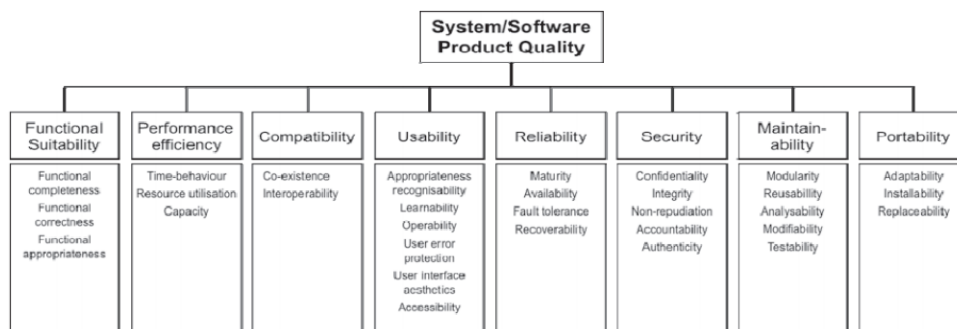 System/Software
Product Quality
Functional
Suitability
Performance
efficiency
Compatibility
Usability
Reliability
Security
Maintain-
ability
Portability
Functional
completeness
Functional
correctness
Functional
appropriateness
Time-behaviour
Resource utilisation
Capacity
Co-existence
Interoperability
Appropriateness
recognisability
Learnability
Operability
User error
protection
User interface
aesthetics
Accessibility
Maturity
Availability
Fault tolerance
Recoverability
Confidentiality
Integrity
Non-repudiation
Accountability
Authenticity
Modularity
Reusability
Analysability
Modifiability
Testability
Adaptability
Installability
Replaceability